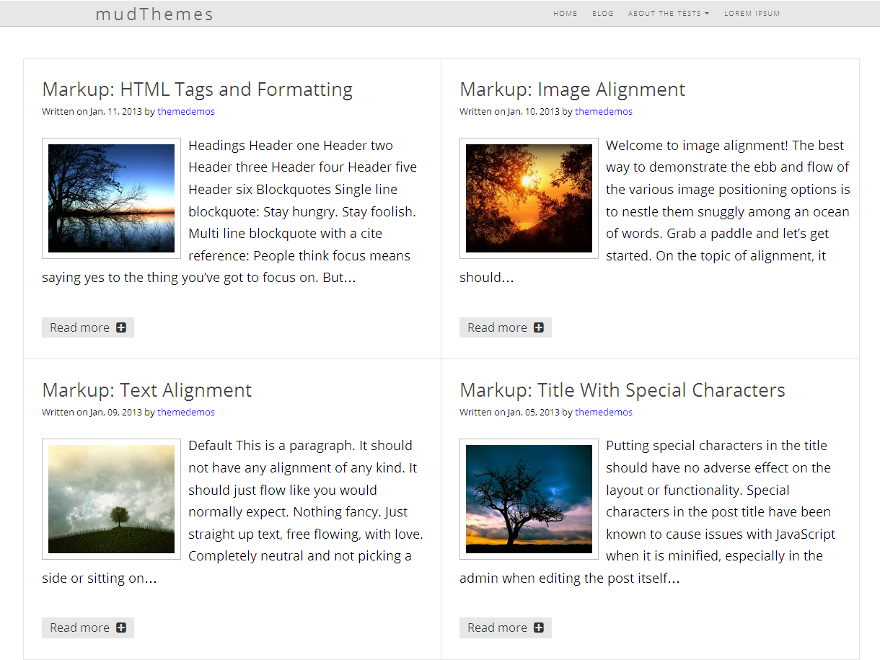 mudThemes
HOME BLOG ABOUT THE TESTS LOREM IPSUM
Markup: HTML Tags and Formatting
Written on Jan, 11, 2013 by themedemos
Headings Header one Header two
Header three Header four Header five
Header six Blockquotes Single line
blockquote: Stay hungry. Stay foolish.
Multi line blockquote with a cite
reference: People think focus means
saying yes to the thing you’ve got to focus on. But…
Read more
Markup: Image Alignment
Written on Jan, 10, 2013 by themedemos
Welcome to image alignment! The best
way to demonstrate the ebb and flow of
the various image positioning options is
to nestle them snuggly among an ocean
of words. Grab a paddle and let’s get
started. On the topic of alignment, it
should…
Read more
Markup: Text Alignment
Written on Jan, 09, 2013 by themedemos
Default This is a paragraph. It should
not have any alignment of any kind. It
should just flow like you would
normally expect. Nothing fancy. Just
straight up text, free flowing, with love.
Completely neutral and not picking a
side or sitting on…
Read more
Markup: Title With Special Characters
Written on Jan, 05, 2013 by themedemos
Putting special characters in the title
should have no adverse effect on the
layout or functionality. Special
characters in the post title have been
known to cause issues with JavaScript
when it is minified, especially in the
admin when editing the post itself…
Read more